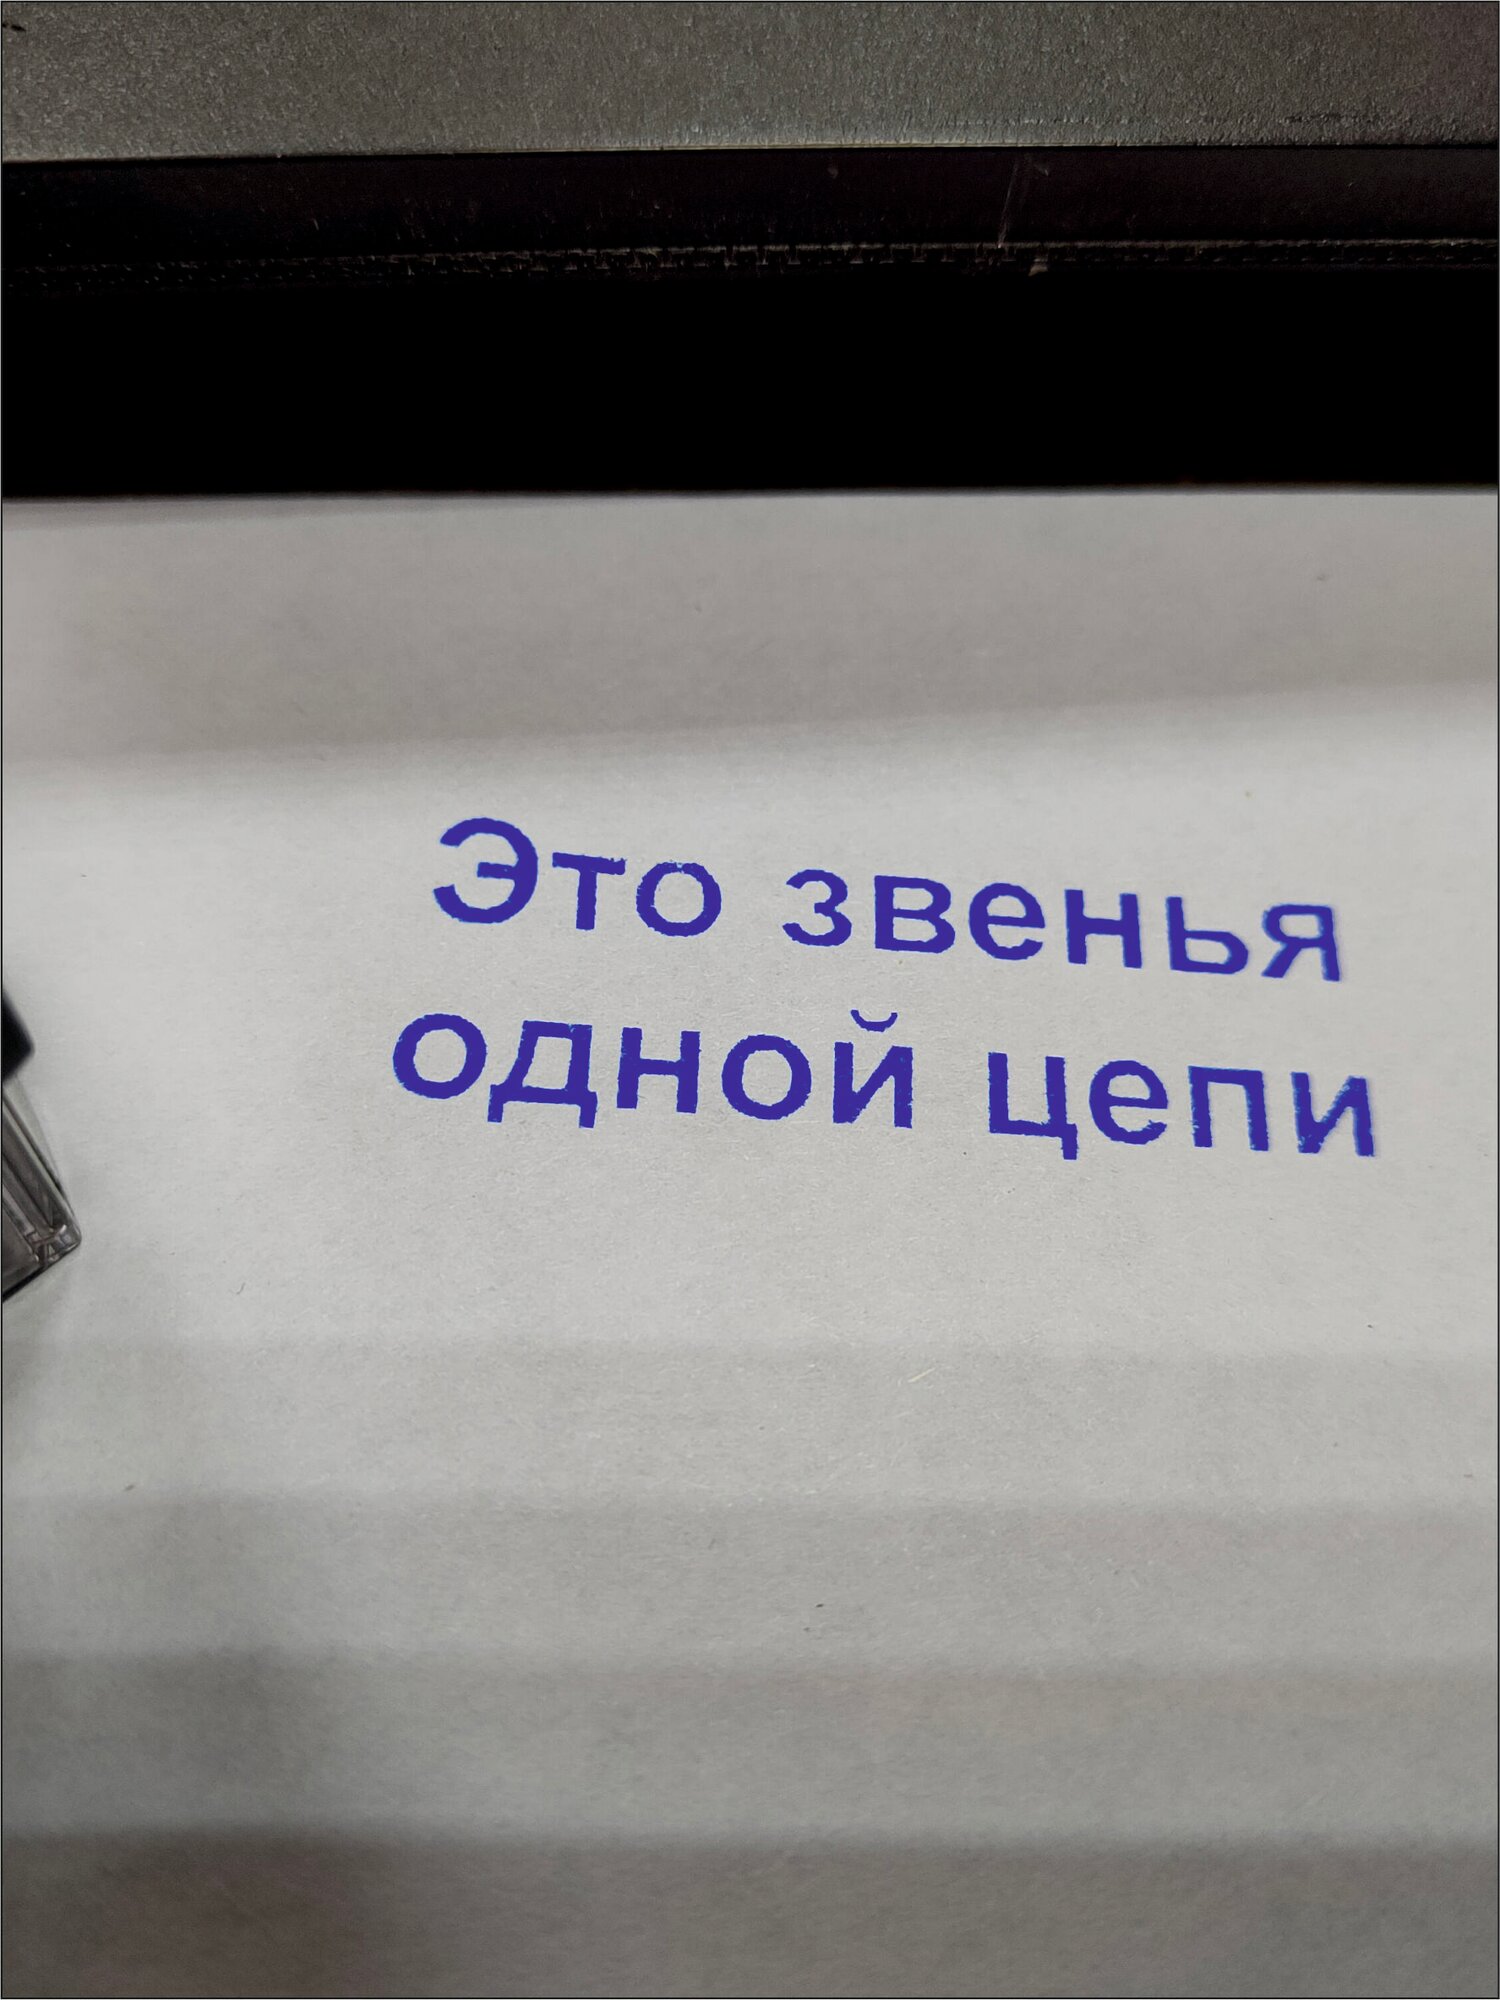 Это звенья
одной цепи